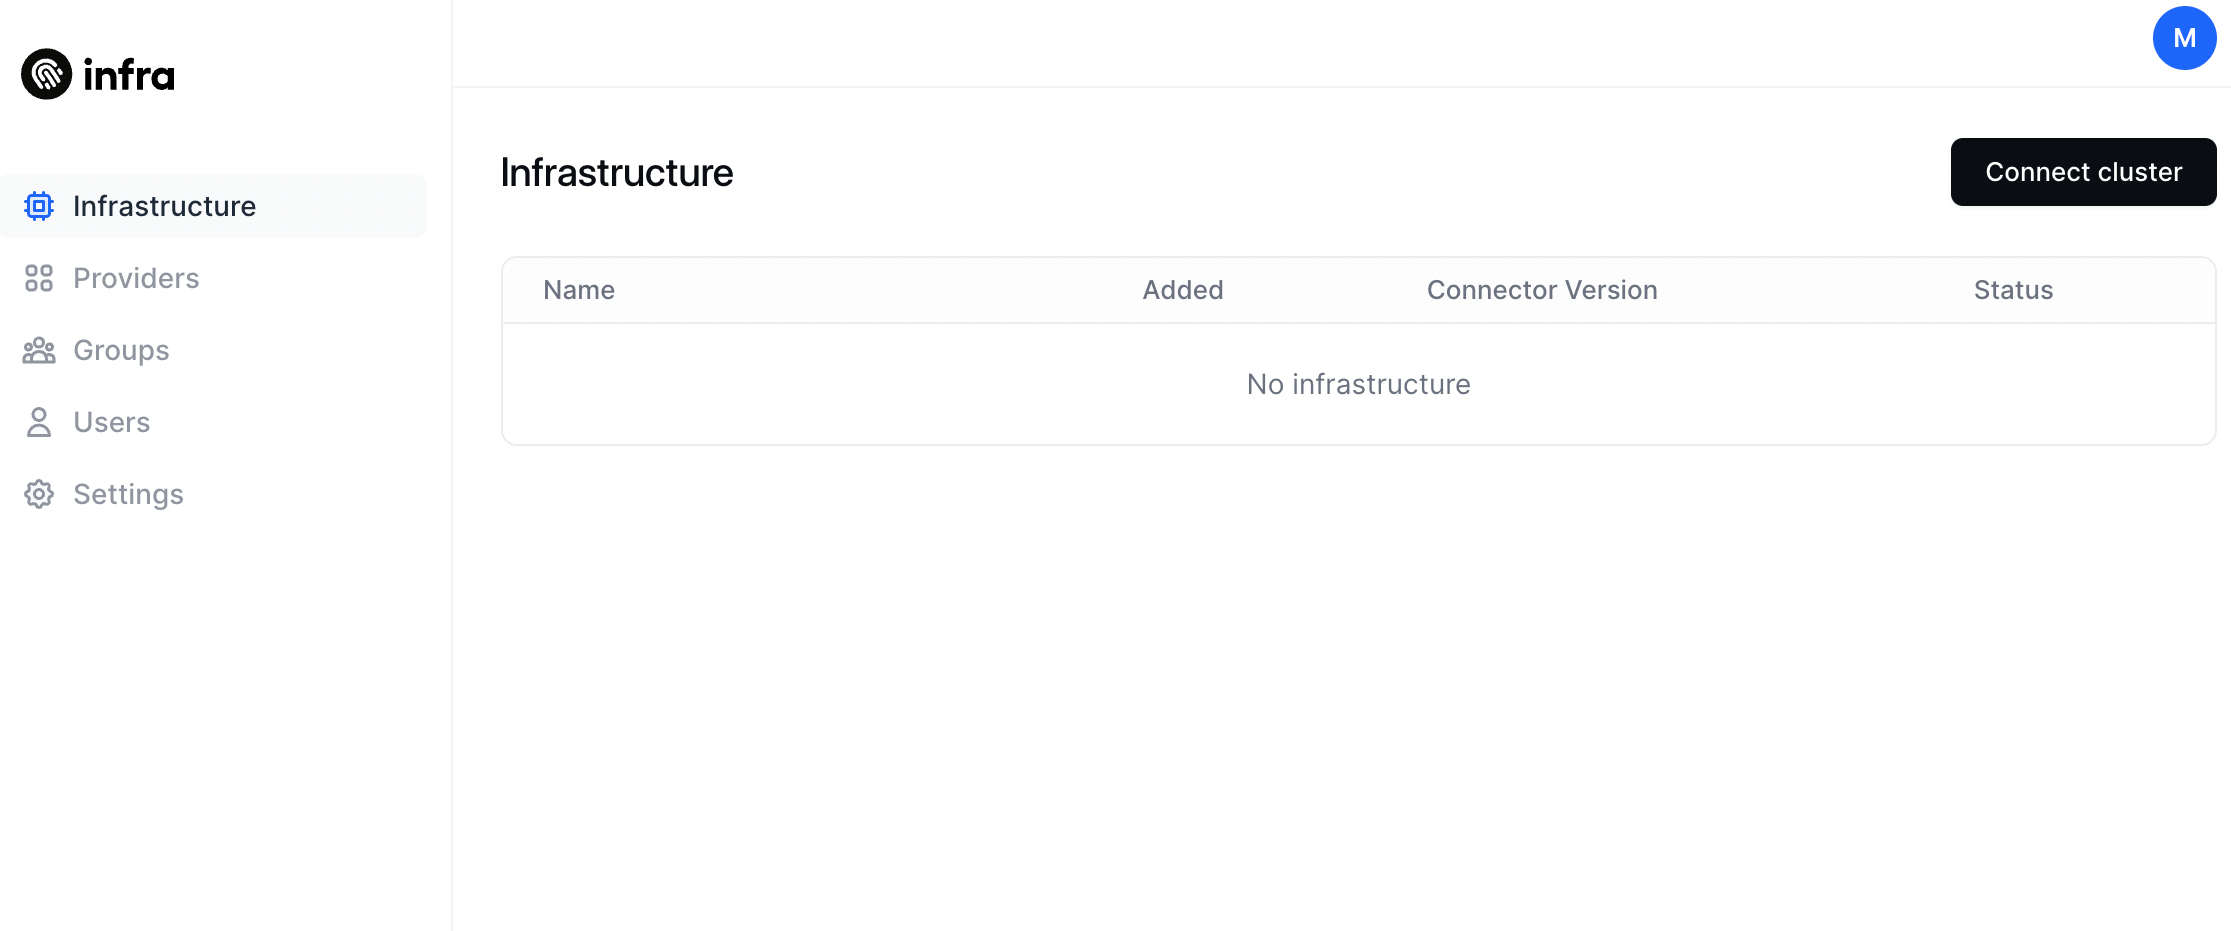 infra
Infrastructure
Providers
Groups
Users
Settings
M
Infrastructure
Connect cluster
Name Added Connector Version Status
No infrastructure